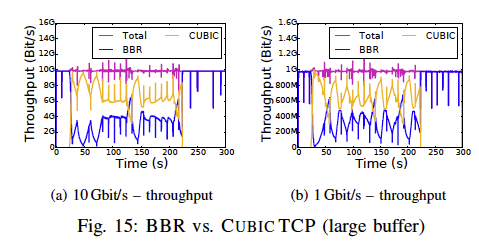 16G
14G
12G
10G
8G
6G
4G
2G
0
Throughput (Bit/s)
Total
BBR
CUBIC
0 50 100 150 200 250 300
Time (s)
1.6G
1.4G
1.2G
1.0G
800M
600M
400M
200M
0
Throughput (Bit/s)
Total
BBR
CUBIC
0 50 100 150 200 250 300
Time (s)
(a) 10 Gbit/s – throughput
(b) 1 Gbit/s – throughput
Fig. 15: BBR vs. CUBIC TCP (large buffer)